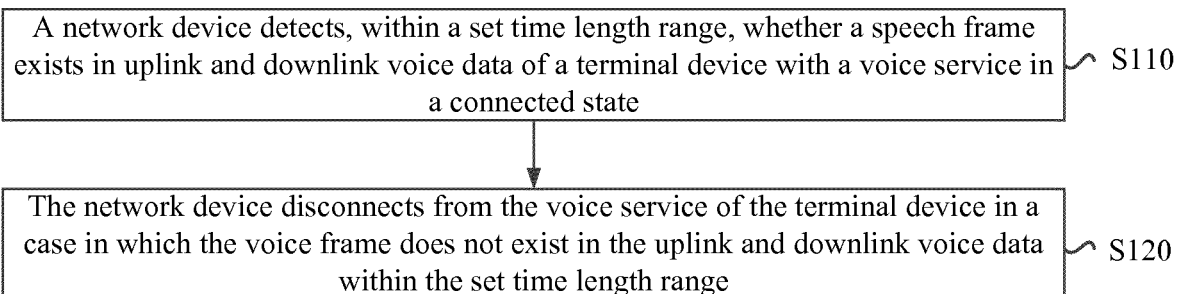 A network device detects, within a set time length range, whether a speech frame
exists in uplink and downlink voice data of a terminal device with a voice service in
a connected state
S110
The network device disconnects from the voice service of the terminal device in a
case in which the voice frame does not exist in the uplink and downlink voice data
within the set time length range
S120